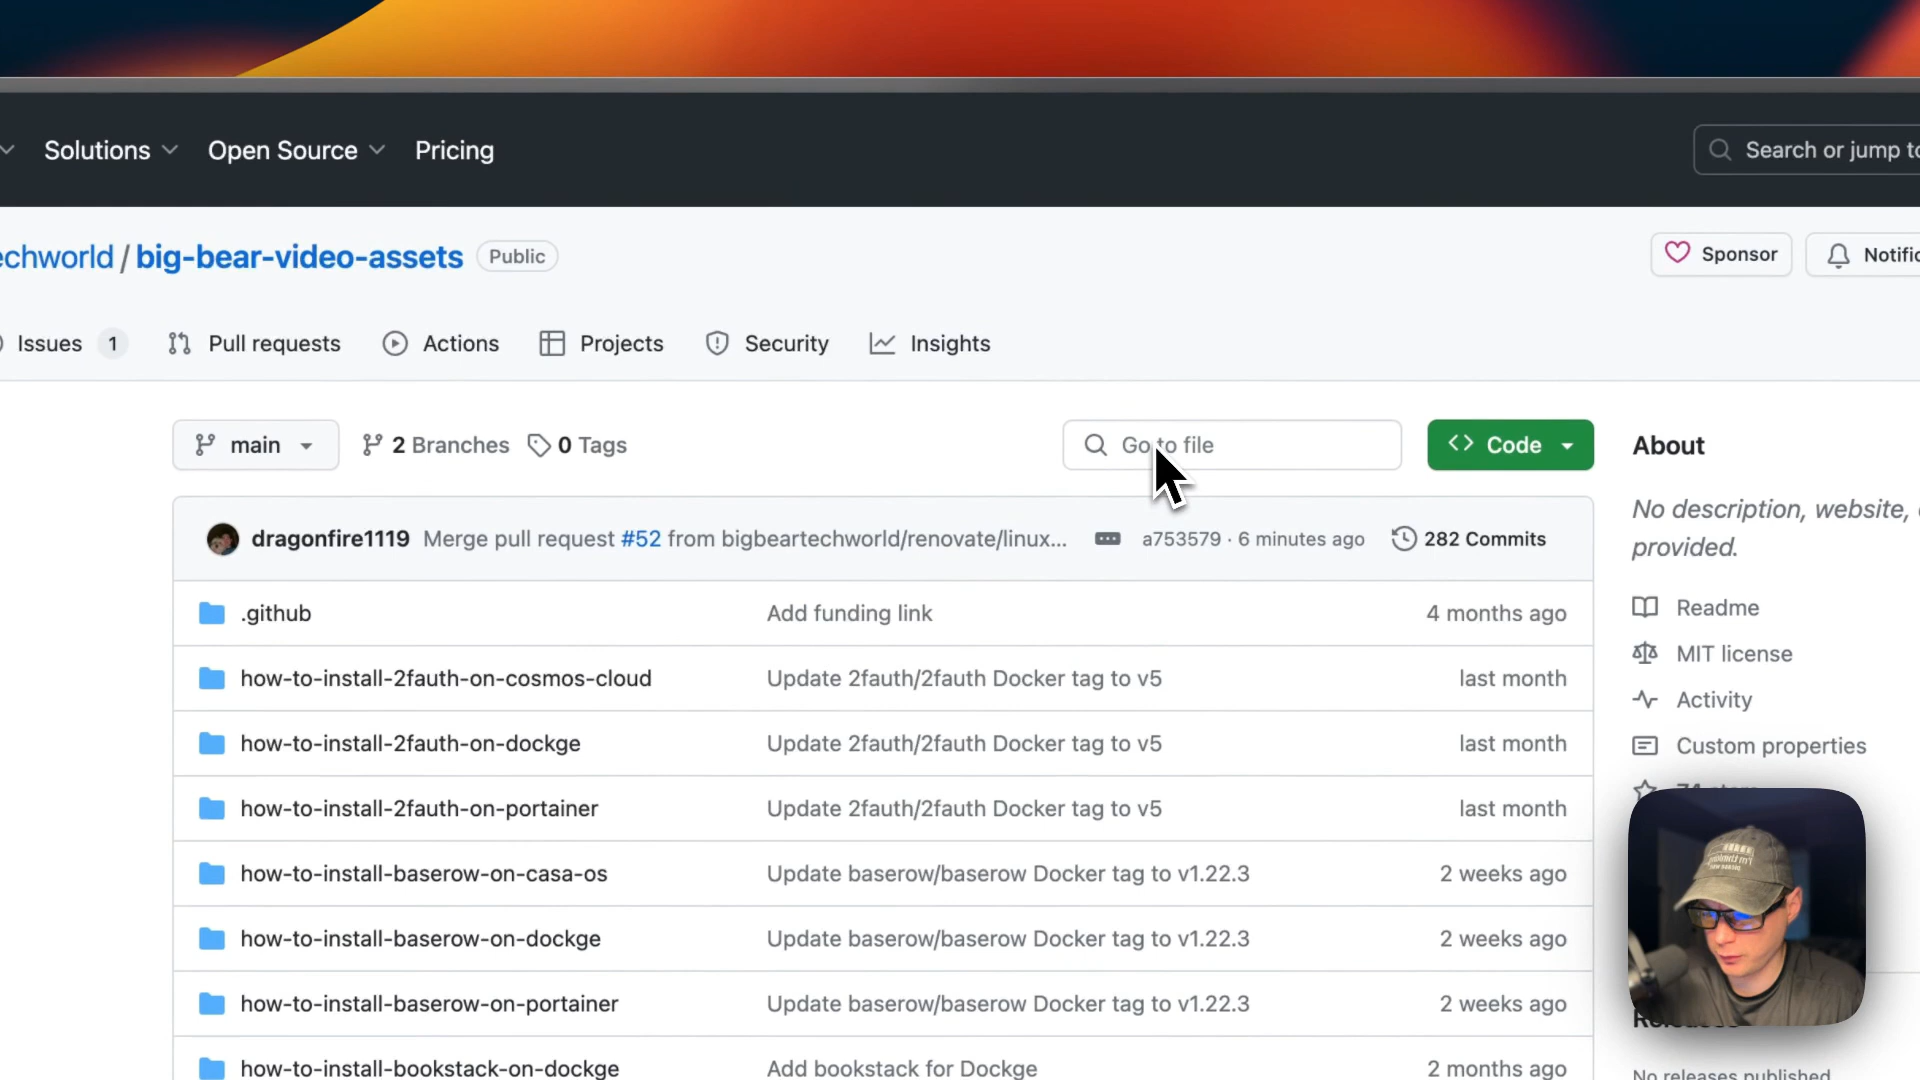 Solutions Open Source Pricing
Search or jump to
echworld / big-bear-video-assets Public
Sponsor Notific
Issues 1 Pull requests Actions Projects Security Insights
main 2 Branches 0 Tags
Go to file
Code
About
No description, website,
provided.
dragonfire1119 Merge pull request #52 from bigbeartechworld/renovate/linux... a753579 · 6 minutes ago 282 Commits
.github Add funding link 4 months ago
how-to-install-2fauth-on-cosmos-cloud Update 2fauth/2fauth Docker tag to v5 last month
how-to-install-2fauth-on-dockge Update 2fauth/2fauth Docker tag to v5 last month
how-to-install-2fauth-on-portainer Update 2fauth/2fauth Docker tag to v5 last month
how-to-install-baserow-on-casa-os Update baserow/baserow Docker tag to v1.22.3 2 weeks ago
how-to-install-baserow-on-dockge Update baserow/baserow Docker tag to v1.22.3 2 weeks ago
how-to-install-baserow-on-portainer Update baserow/baserow Docker tag to v1.22.3 2 weeks ago
how-to-install-bookstack-on-dockge Add bookstack for Dockge 2 months ago
Readme
MIT license
Activity
Custom properties
No releases published